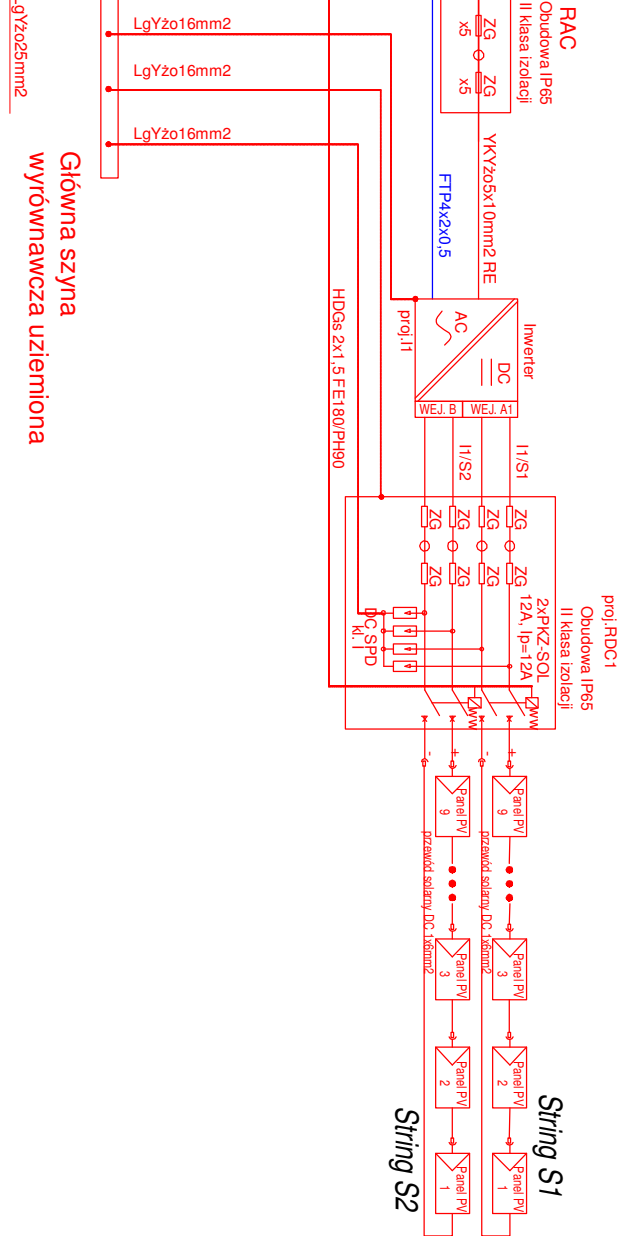 RAC
Obudowa IP65
II klasa izolacji
ZG
x5
ZG
x5
LgYżo16mm2
LgYżo16mm2
LgYżo16mm2
gYżo25mm2
Główna szyna
wyrównawcza uziemiona
YKYżo5x10mm2 RE
FTP4x2x0,5
HDGs 2x1,5 FE180/PH90
Inwerter
DC
AC
proj.I1
WEJ. B
WEJ. A1
I1/S1
I1/S2
proj.RDC1
Obudowa IP65
II klasa izolacji
2xPKZ-SOL
12A, Ip=12A
ZG
ZG
ZG
ZG
ZG
ZG
ZG
ZG
DC SPD
kl. I
WW
WW
+
-
+
-
Panel PV
9
Panel PV
3
Panel PV
2
Panel PV
1
String S1
przewód solarny DC 1x6mm2
Panel PV
9
Panel PV
3
Panel PV
2
Panel PV
1
String S2
przewód solarny DC 1x6mm2